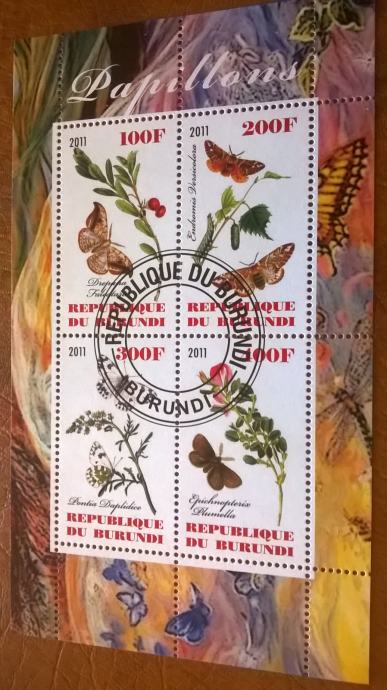 Papillons
2011 100F
Drepana
REPUBLIQUE
DU BURUNDI
2011 200F
Endromis Versicolora
REPUBLIQUE
DU BURUNDI
REPUBLIQUE DU BURUNDI
BURUNDI
2011 300F
Pontia Daplidice
REPUBLIQUE
DU BURUNDI
2011 400F
Epichnopterix
Plumella
REPUBLIQUE
DU BURUNDI